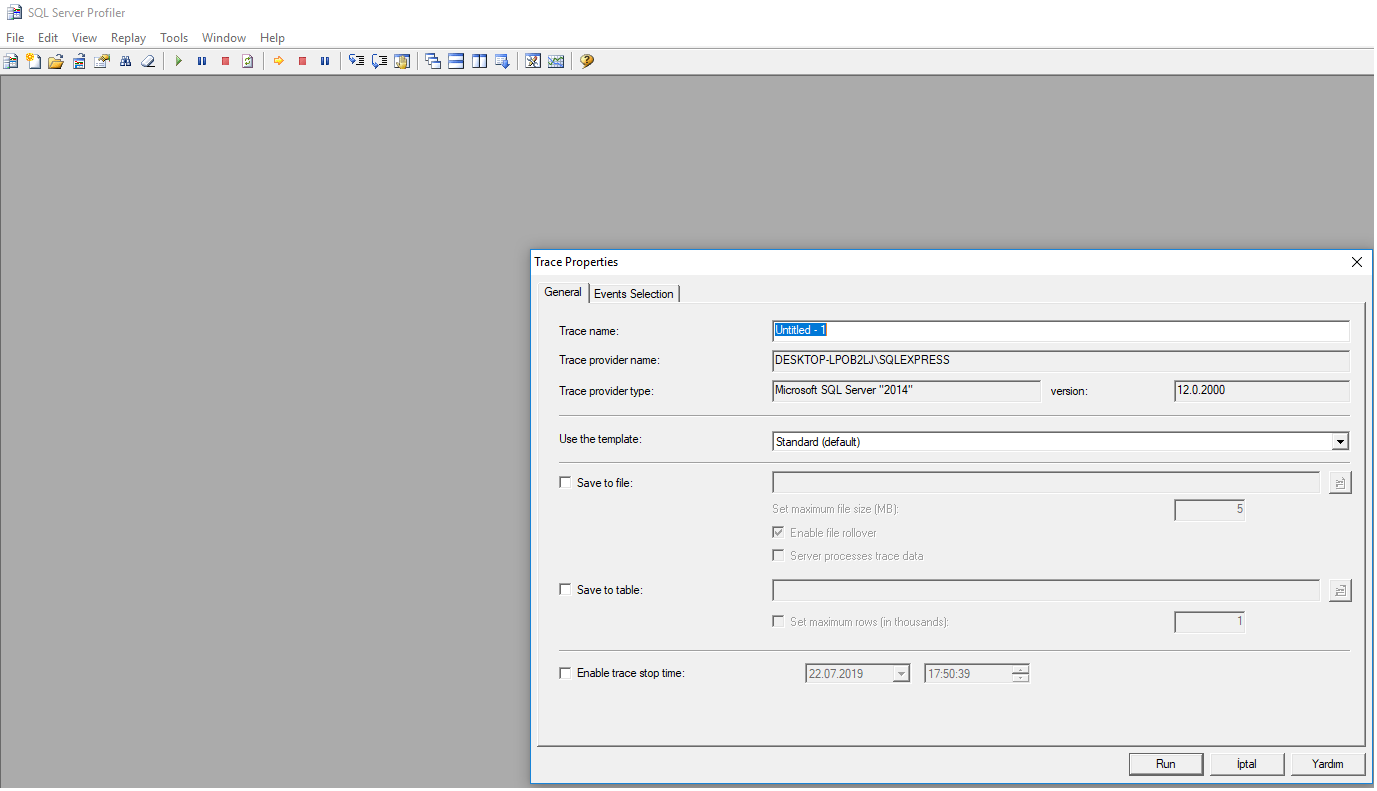 SQL Server Profiler
File Edit View Replay Tools Window Help
Trace Properties
General Events Selection
Trace name: Untitled - 1
Trace provider name: DESKTOP-LPOB2LJ\SQLEXPRESS
Trace provider type: Microsoft SQL Server "2014" version: 12.0.2000
Use the template: Standard (default)
Save to file:
Set maximum file size (MB): 5
Enable file rollover
Server processes trace data
Save to table:
Set maximum rows (in thousands): 1
Enable trace stop time: 22.07.2019 17:50:39
Run İptal Yardım